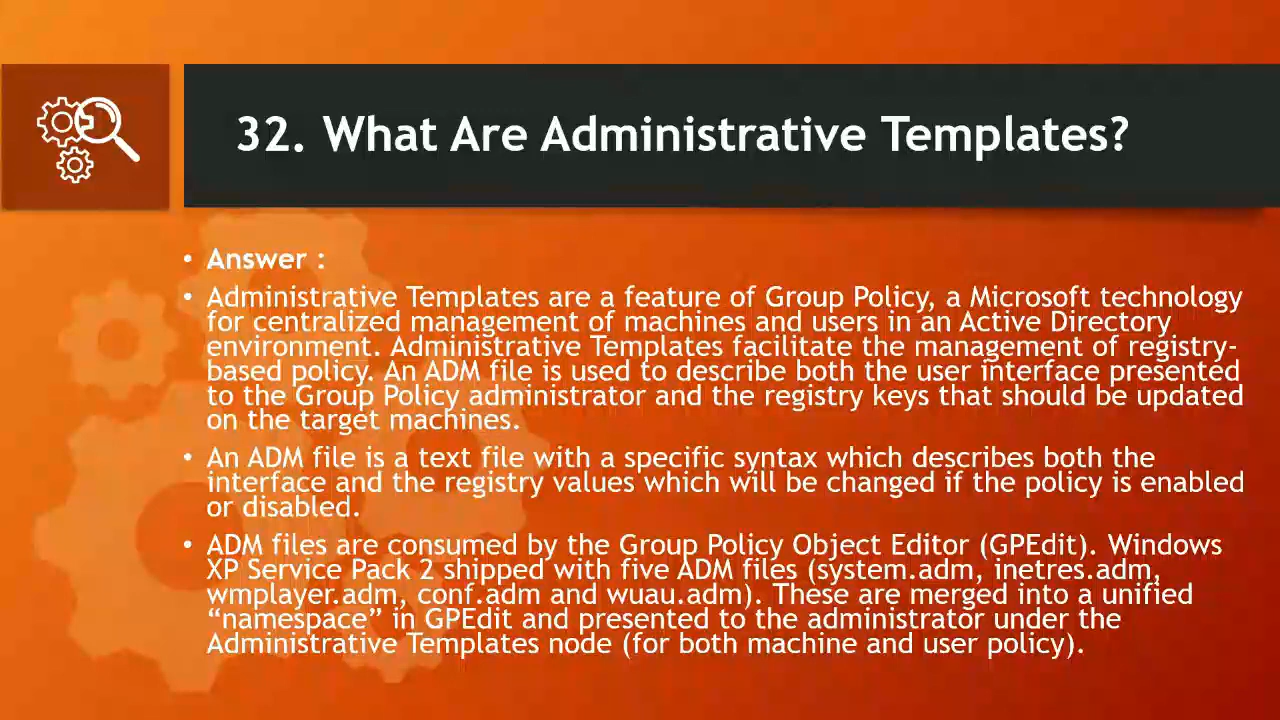 32. What Are Administrative Templates?
• Answer :
• Administrative Templates are a feature of Group Policy, a Microsoft technology
for centralized management of machines and users in an Active Directory
environment. Administrative Templates facilitate the management of registry-
based policy. An ADM file is used to describe both the user interface presented
to the Group Policy administrator and the registry keys that should be updated
on the target machines.
• An ADM file is a text file with a specific syntax which describes both the
interface and the registry values which will be changed if the policy is enabled
or disabled.
• ADM files are consumed by the Group Policy Object Editor (GPEdit). Windows
XP Service Pack 2 shipped with five ADM files (system.adm, inetres.adm,
wmplayer.adm, conf.adm and wuau.adm). These are merged into a unified
“namespace” in GPEdit and presented to the administrator under the
Administrative Templates node (for both machine and user policy).